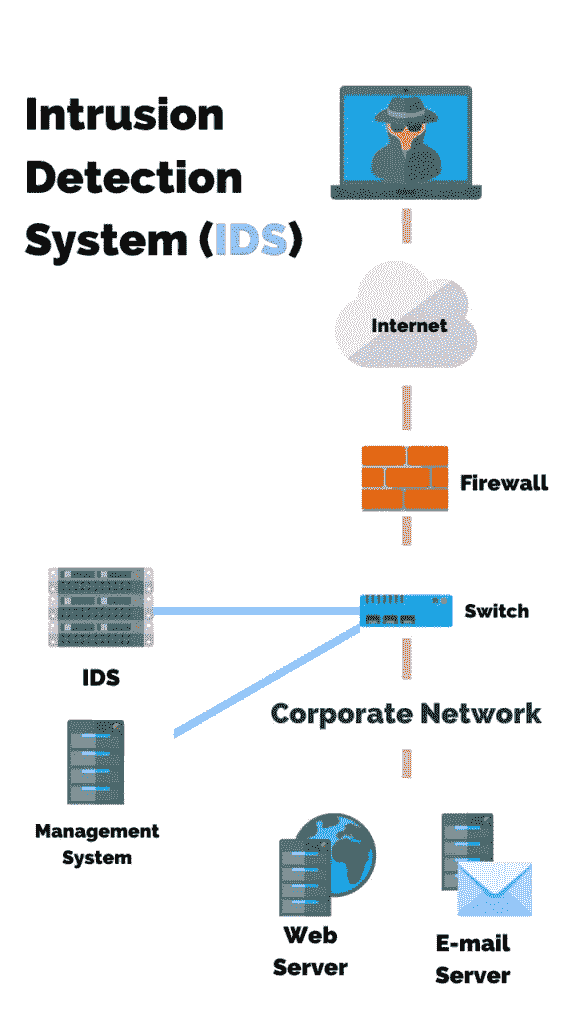 Intrusion
Detection
System (IDS)
Internet
Firewall
Switch
IDS
Corporate Network
Management
System
Web
Server
E-mail
Server